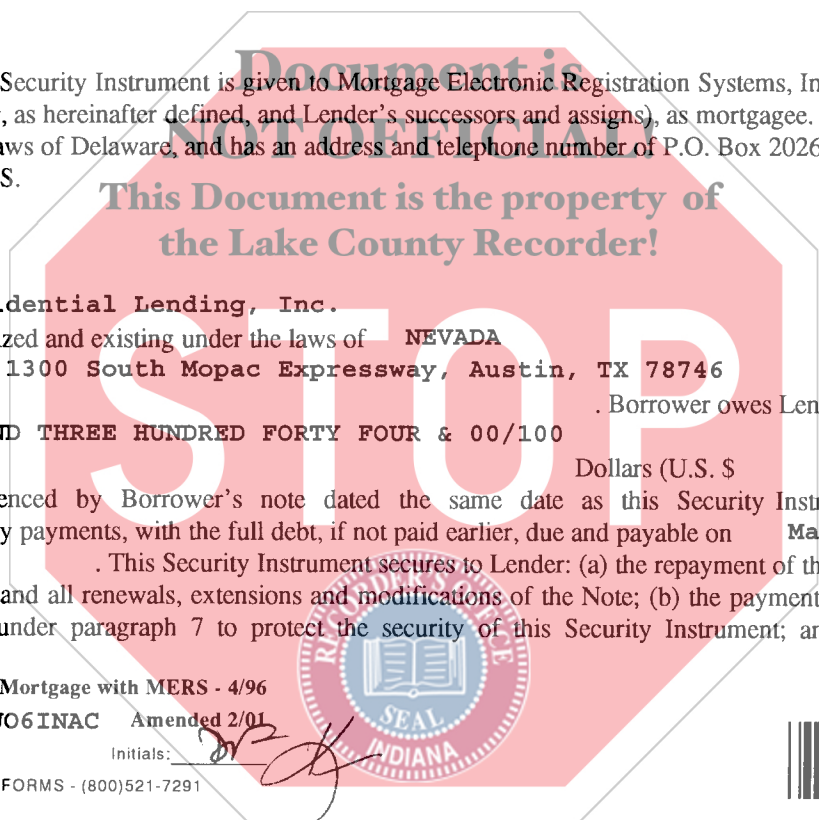 Document is
Security Instrument is given to Mortgage Electronic Registration Systems, In
, as hereinafter defined, and Lender's successors and assigns), as mortgagee.
NOT OFFICIAL!
aws of Delaware, and has an address and telephone number of P.O. Box 2026
S.
This Document is the property of
the Lake County Recorder!
dential Lending, Inc.
zed and existing under the laws of NEVADA
1300 South Mopac Expressway, Austin, TX 78746
. Borrower owes Len
ND THREE HUNDRED FORTY FOUR & 00/100
STOP
Dollars (U.S. $
enced by Borrower's note dated the same date as this Security Instr
y payments, with the full debt, if not paid earlier, due and payable on Ma
. This Security Instrument secures to Lender: (a) the repayment of th
and all renewals, extensions and modifications of the Note; (b) the payment
under paragraph 7 to protect the security of this Security Instrument; an
RECORDER'S OFFICE
SEAL
INDIANA
Mortgage with MERS - 4/96
O6INAC Amended 2/01
Initials:
FORMS - (800)521-7291